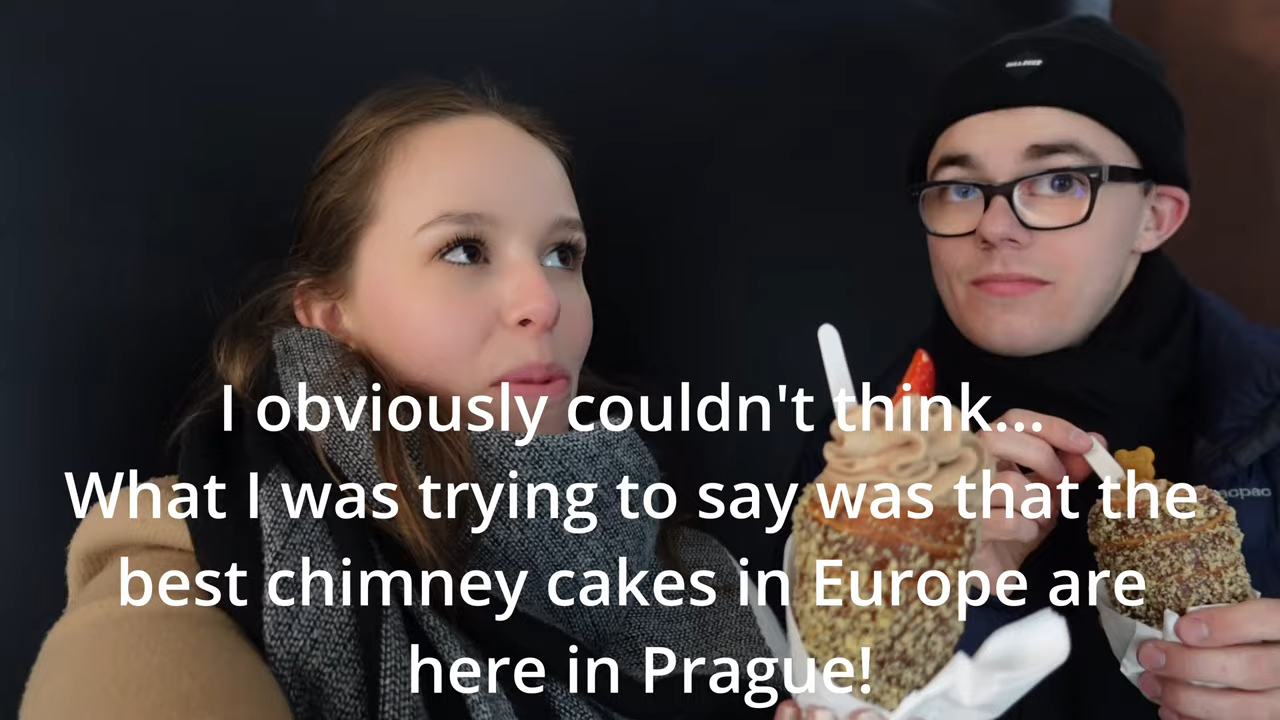 I obviously couldn't think...
What I was trying to say was that the
best chimney cakes in Europe are
here in Prague!
macpac